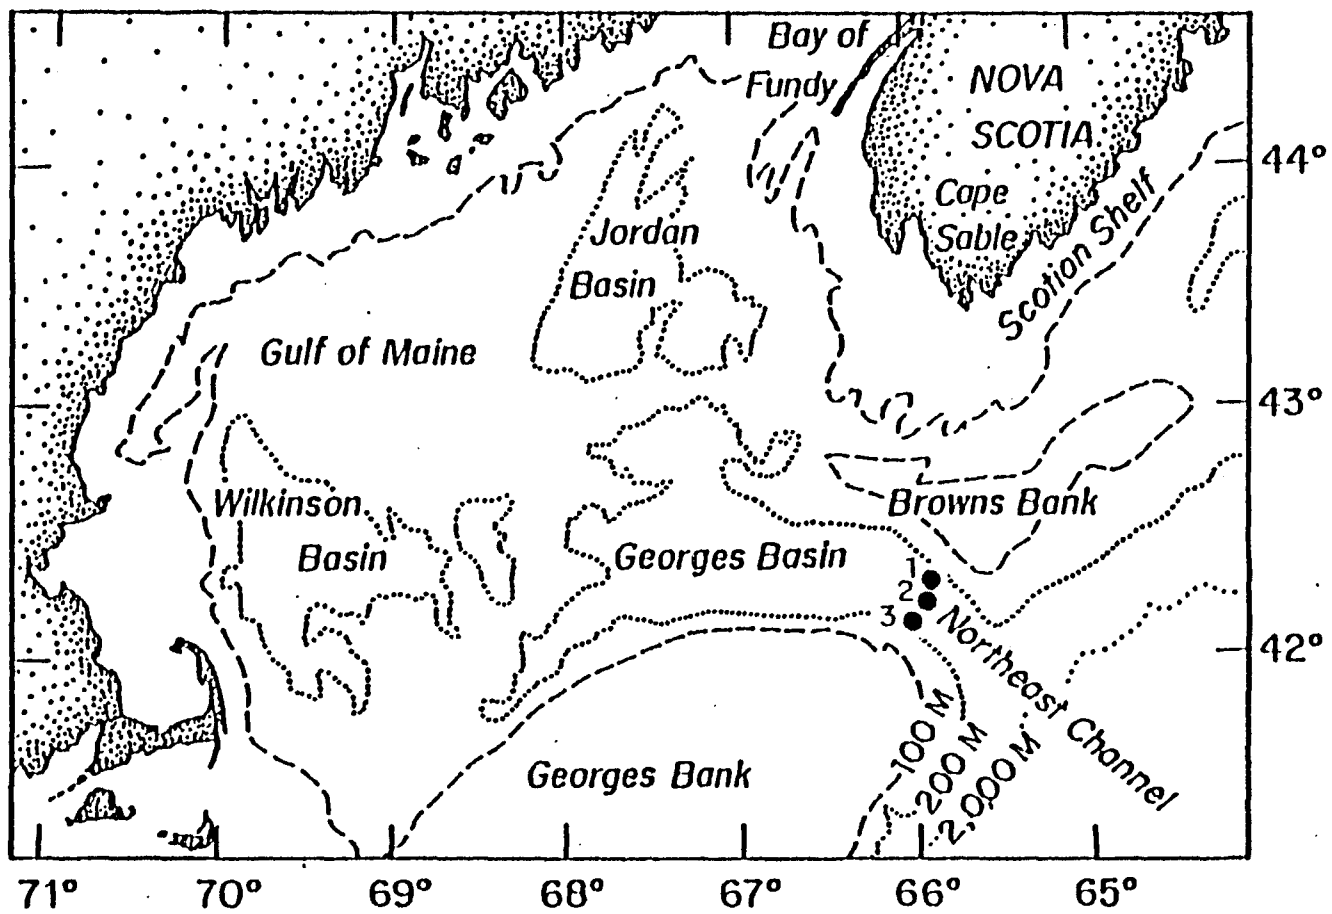 Bay of
Fundy
NOVA
SCOTIA
Cape
Sable
Scotian Shelf
44°
Jordan
Basin
Gulf of Maine
43°
Wilkinson
Basin
Browns Bank
Georges Basin
1
2
3
Northeast Channel
42°
Georges Bank
100 M
200 M
2,000 M
71°
70°
69°
68°
67°
66°
65°